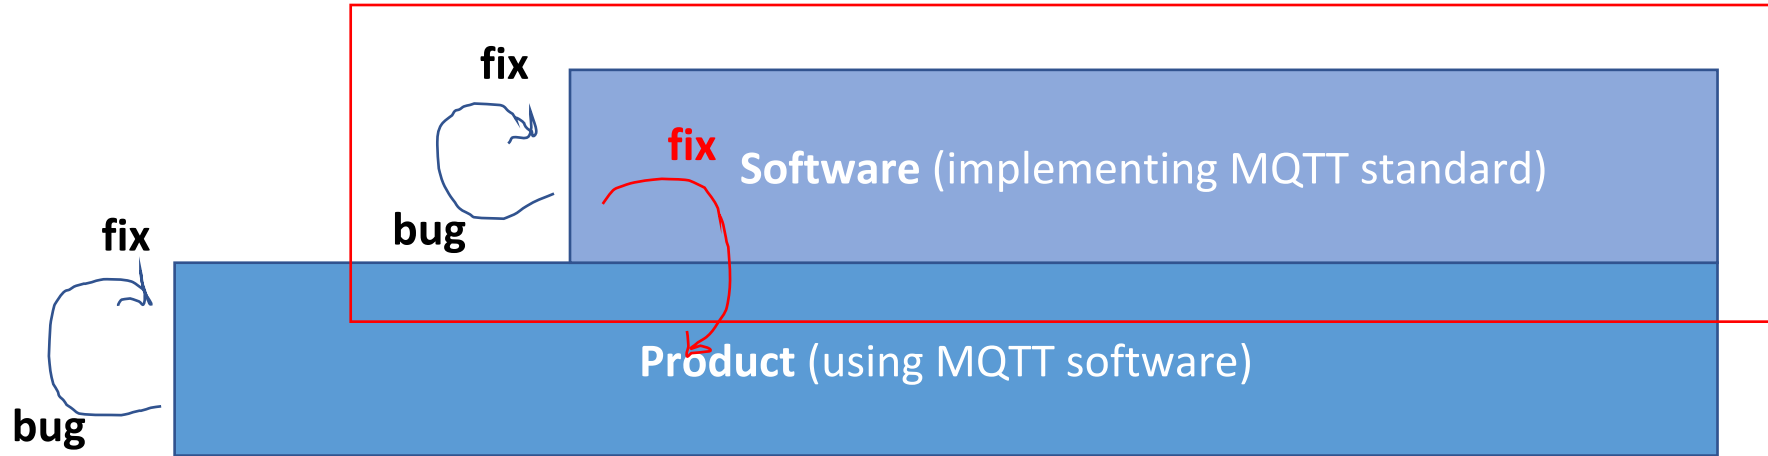 fix
fix
Software (implementing MQTT standard)
bug
fix
Product (using MQTT software)
bug